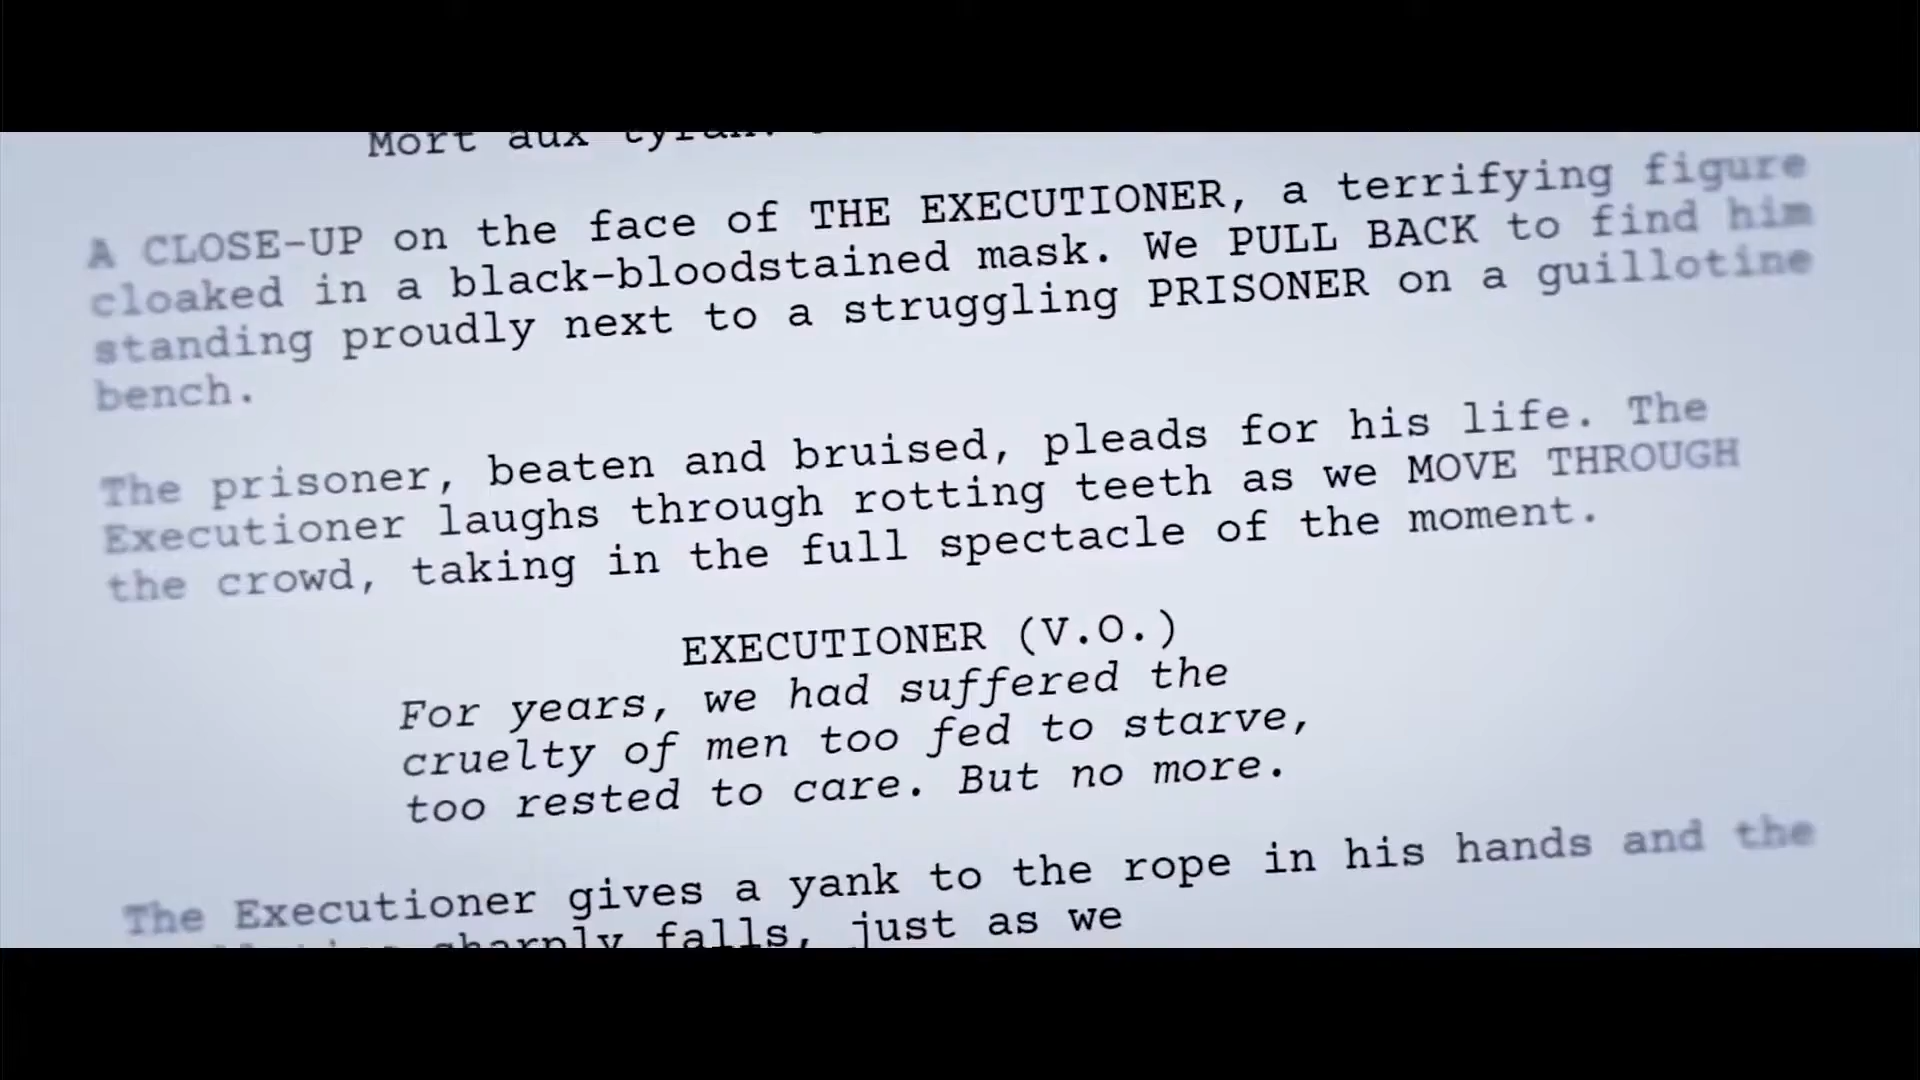 Mort aux
A CLOSE-UP on the face of THE EXECUTIONER, a terrifying figure
cloaked in a black-bloodstained mask. We PULL BACK to find him
standing proudly next to a struggling PRISONER on a guillotine
bench.
The prisoner, beaten and bruised, pleads for his life. The
Executioner laughs through rotting teeth as we MOVE THROUGH
the crowd, taking in the full spectacle of the moment.
EXECUTIONER (V.O.)
For years, we had suffered the
cruelty of men too fed to starve,
too rested to care. But no more.
The Executioner gives a yank to the rope in his hands and the
sharply falls, just as we